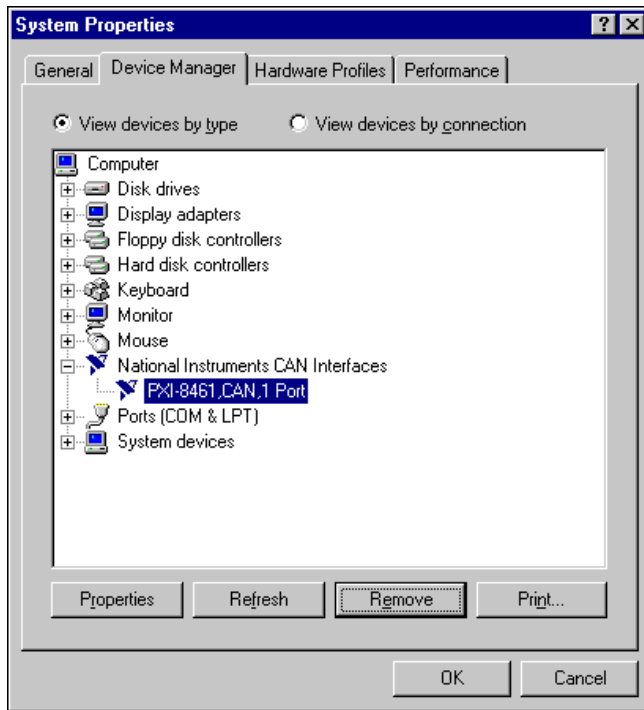 System Properties
General Device Manager Hardware Profiles Performance
View devices by type View devices by connection
Computer
Disk drives
Display adapters
Floppy disk controllers
Hard disk controllers
Keyboard
Monitor
Mouse
National Instruments CAN Interfaces
PXI-8461,CAN,1 Port
Ports (COM & LPT)
System devices
Properties Refresh Remove Print...
OK Cancel